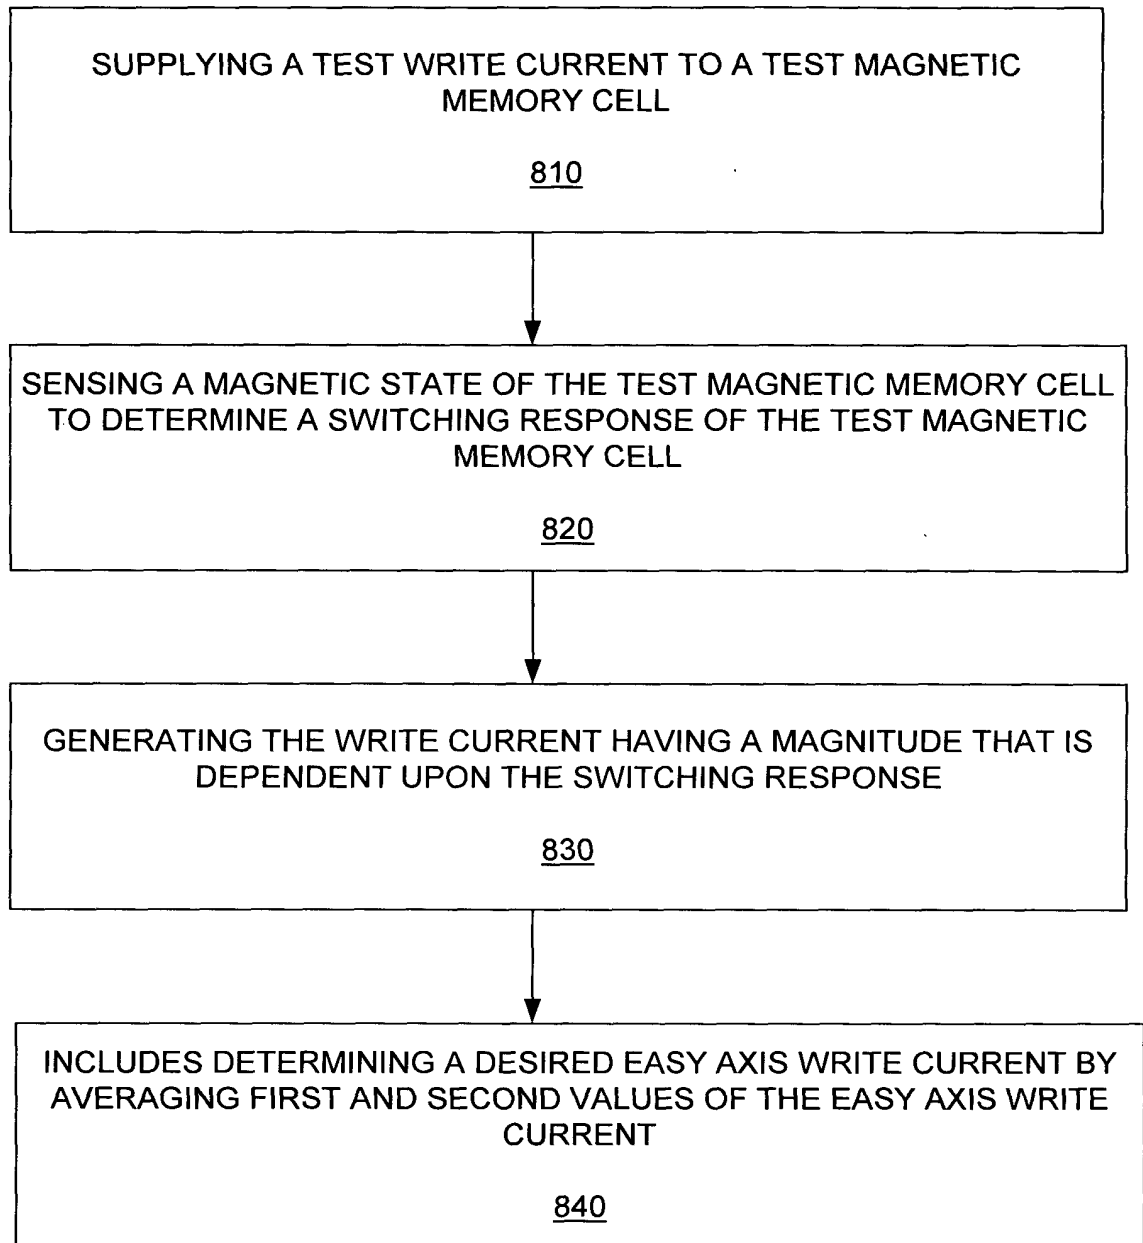 SUPPLYING A TEST WRITE CURRENT TO A TEST MAGNETIC
MEMORY CELL
810
SENSING A MAGNETIC STATE OF THE TEST MAGNETIC MEMORY CELL
TO DETERMINE A SWITCHING RESPONSE OF THE TEST MAGNETIC
MEMORY CELL
820
GENERATING THE WRITE CURRENT HAVING A MAGNITUDE THAT IS
DEPENDENT UPON THE SWITCHING RESPONSE
830
INCLUDES DETERMINING A DESIRED EASY AXIS WRITE CURRENT BY
AVERAGING FIRST AND SECOND VALUES OF THE EASY AXIS WRITE
CURRENT
840